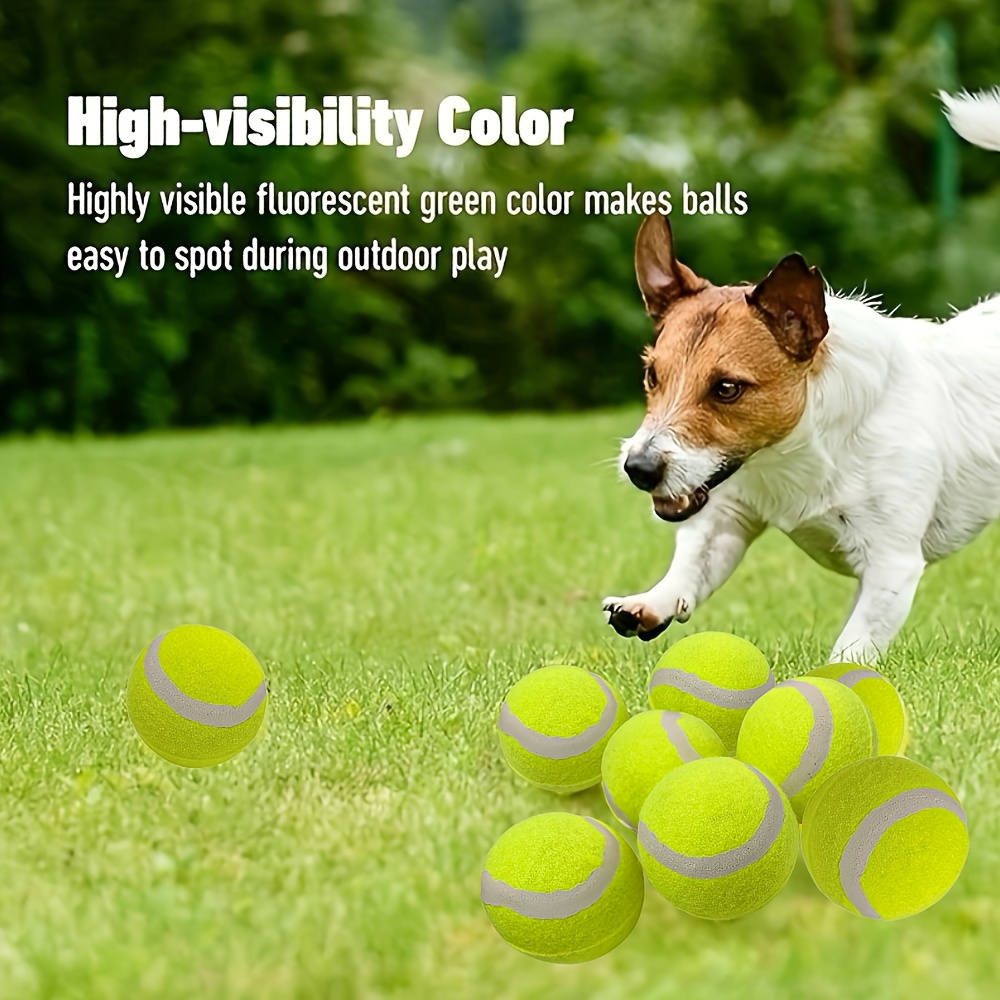 High-visibility Color
Highly visible fluorescent green color makes balls
easy to spot during outdoor play